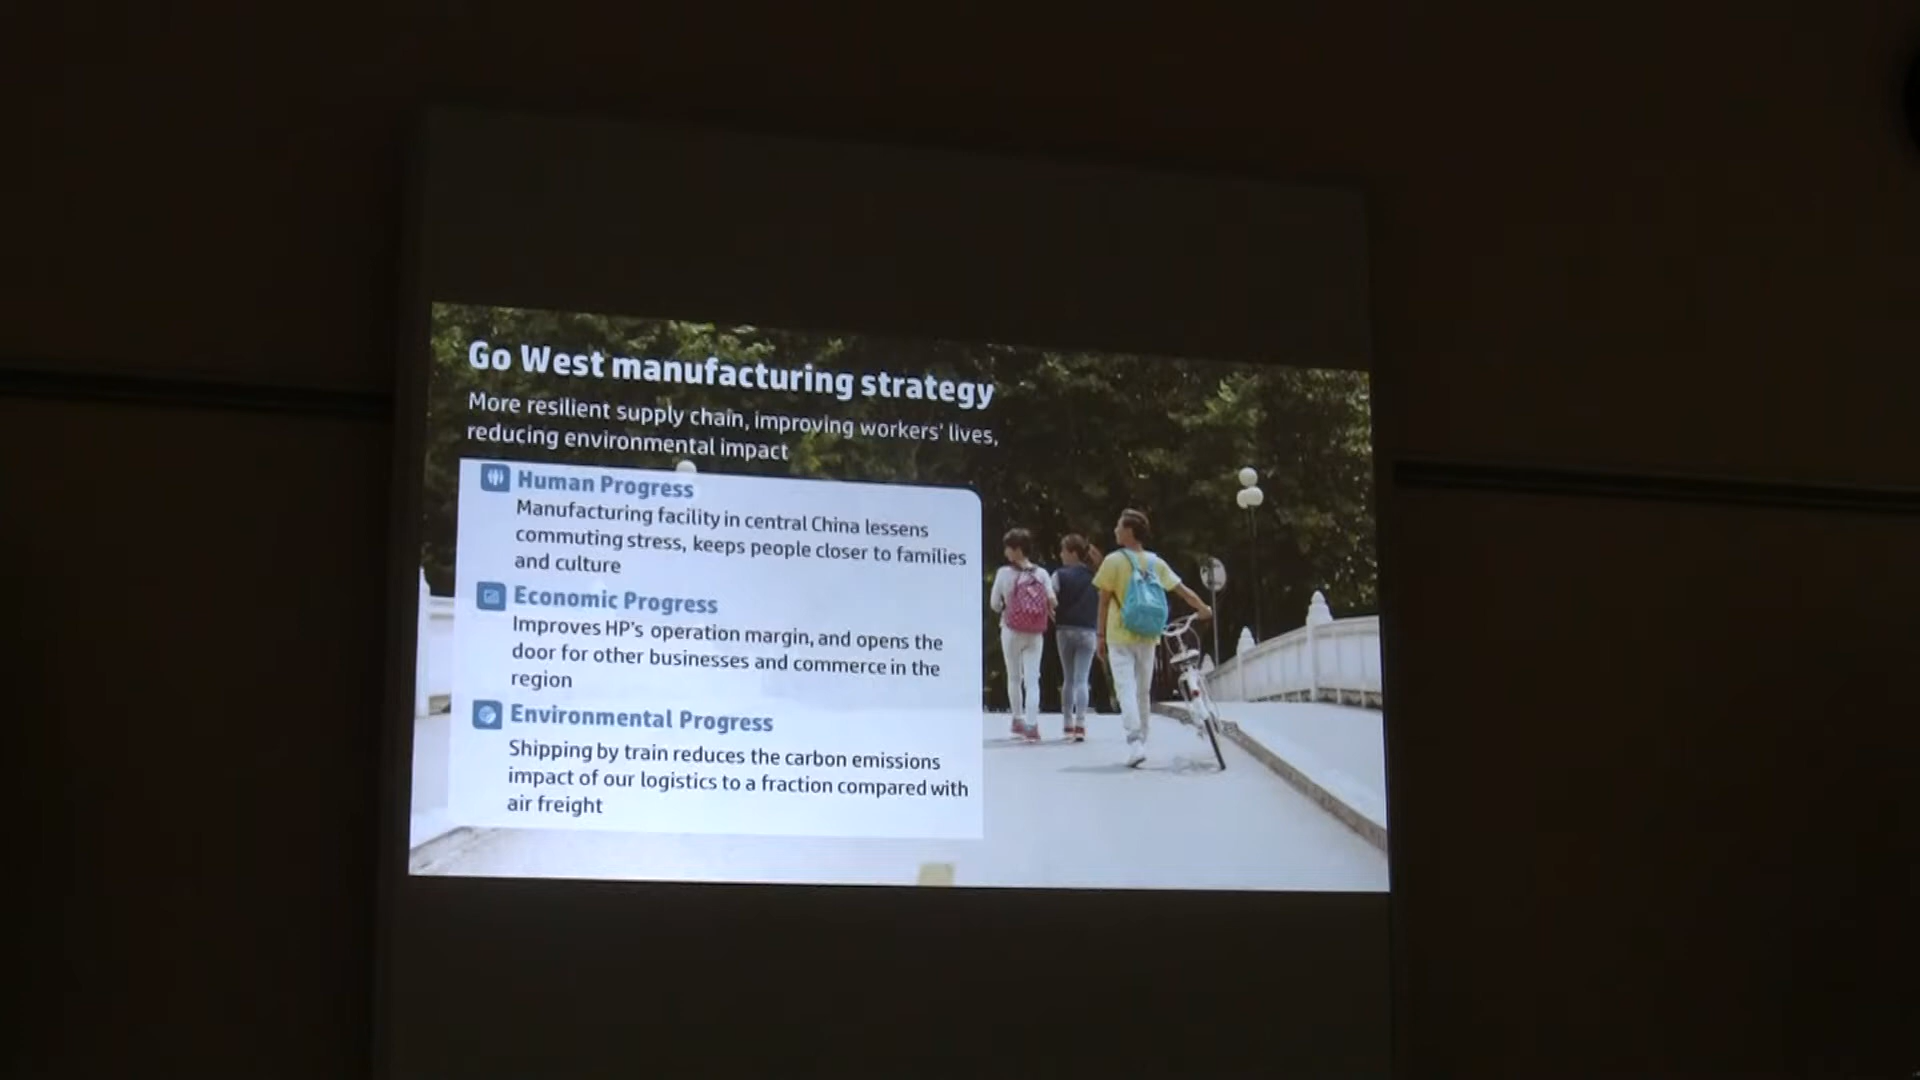 Go West manufacturing strategy
More resilient supply chain, improving workers' lives,
reducing environmental impact
Human Progress
Manufacturing facility in central China lessens
commuting stress, keeps people closer to families
and culture
Economic Progress
Improves HP's operation margin, and opens the
door for other businesses and commerce in the
region
Environmental Progress
Shipping by train reduces the carbon emissions
impact of our logistics to a fraction compared with
air freight